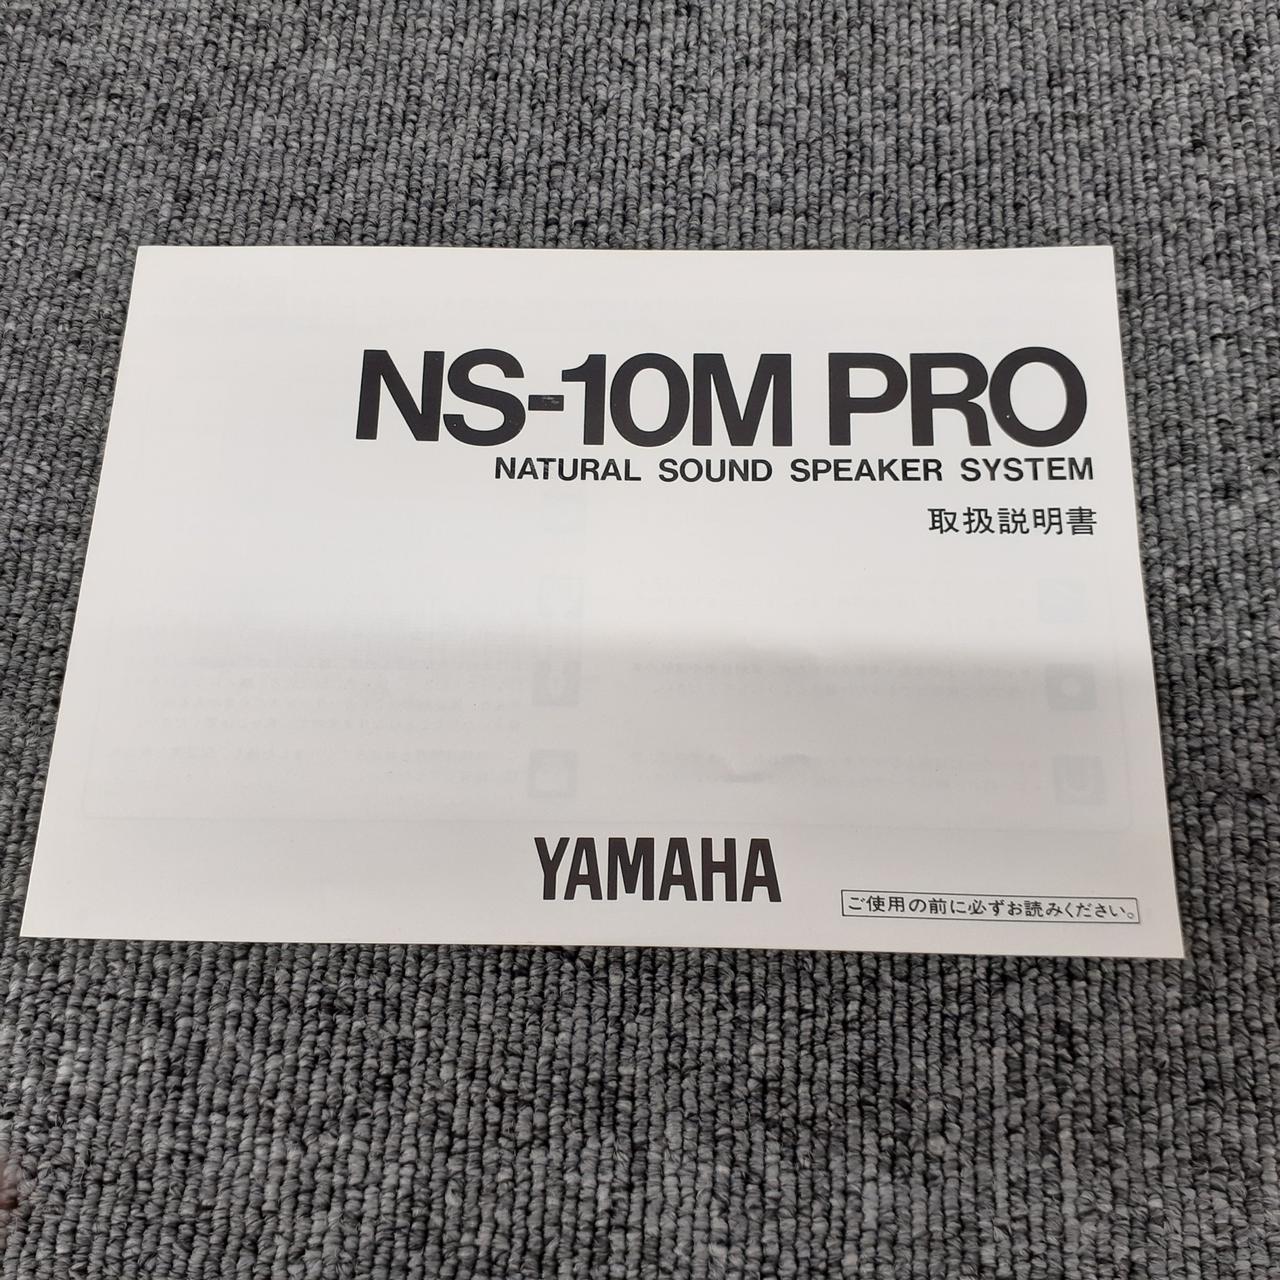 NS-10M PRO
NATURAL SOUND SPEAKER SYSTEM
取扱説明書
YAMAHA
ご使用の前に必ずお読みください。